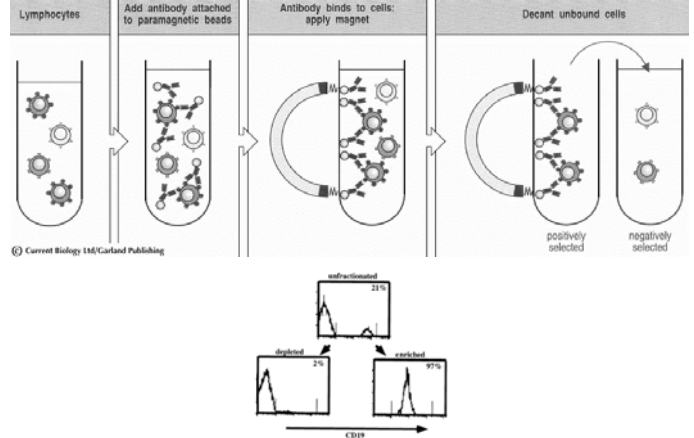 Lymphocytes
Add antibody attached
to paramagnetic beads
Antibody binds to cells:
apply magnet
Decant unbound cells
positively
selected
negatively
selected
© Current Biology Ltd/Garland Publishing
unfractionated
21%
depleted
2%
enriched
97%
CD19